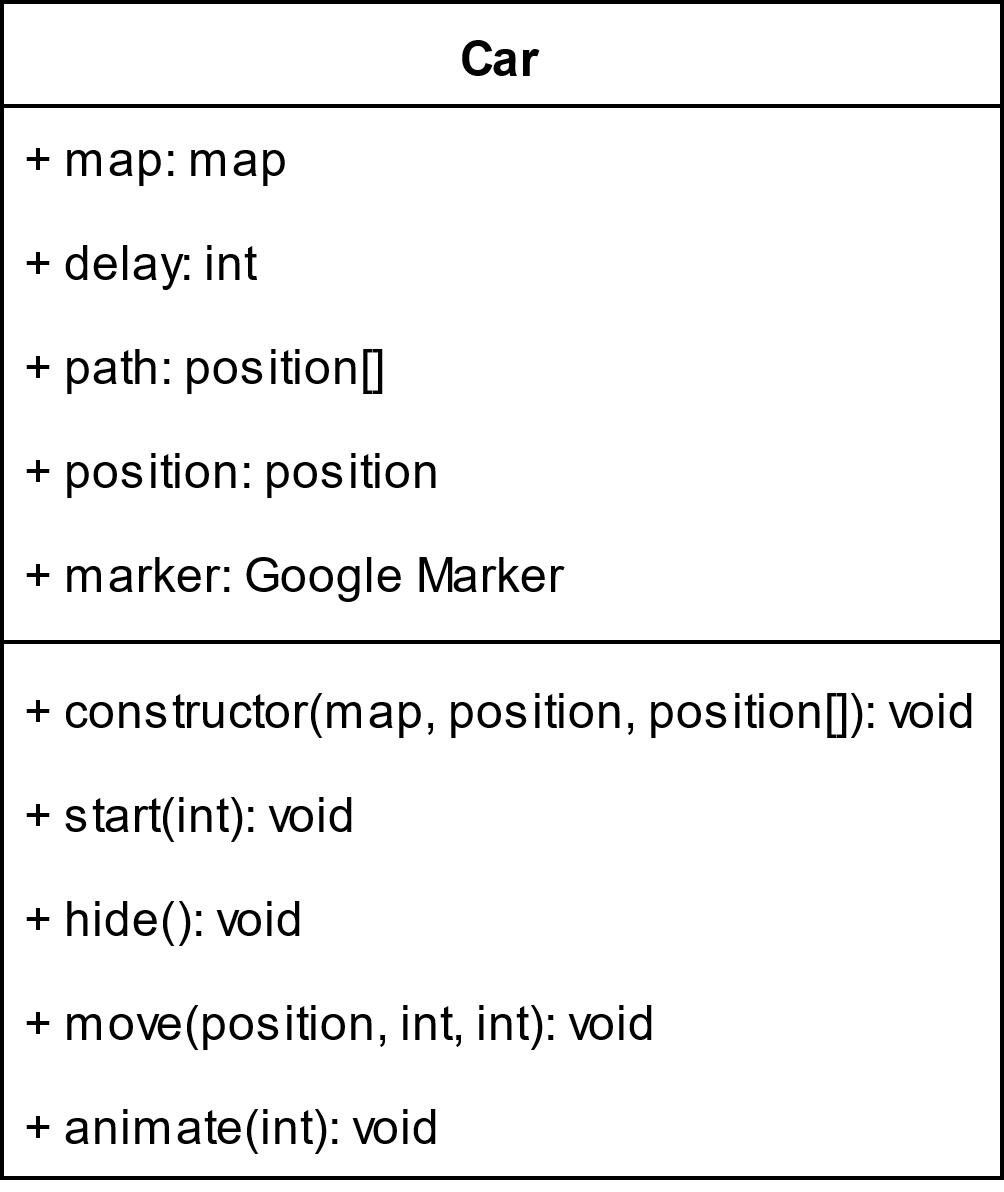 Car
+ map: map
+ delay: int
+ path: position[]
+ position: position
+ marker: Google Marker
+ constructor(map, position, position[]): void
+ start(int): void
+ hide(): void
+ move(position, int, int): void
+ animate(int): void